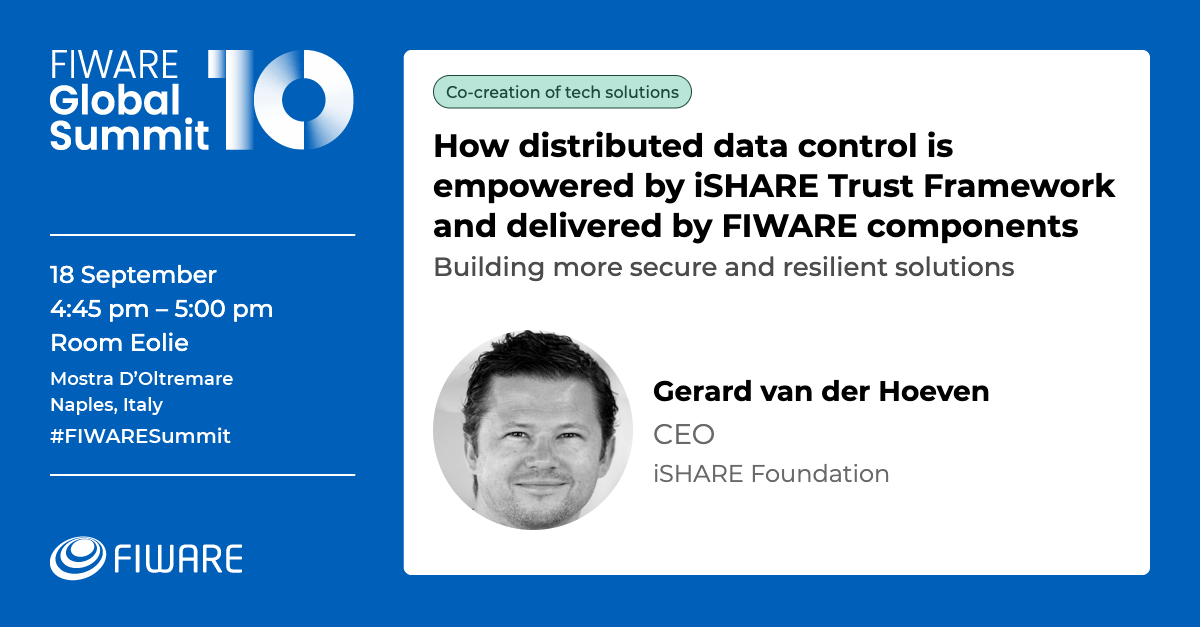 FIWARE
Global
Summit
10
18 September
4:45 pm – 5:00 pm
Room Eolie
Mostra D’Oltremare
Naples, Italy
#FIWARESummit
FIWARE
Co-creation of tech solutions
How distributed data control is
empowered by iSHARE Trust Framework
and delivered by FIWARE components
Building more secure and resilient solutions
Gerard van der Hoeven
CEO
iSHARE Foundation